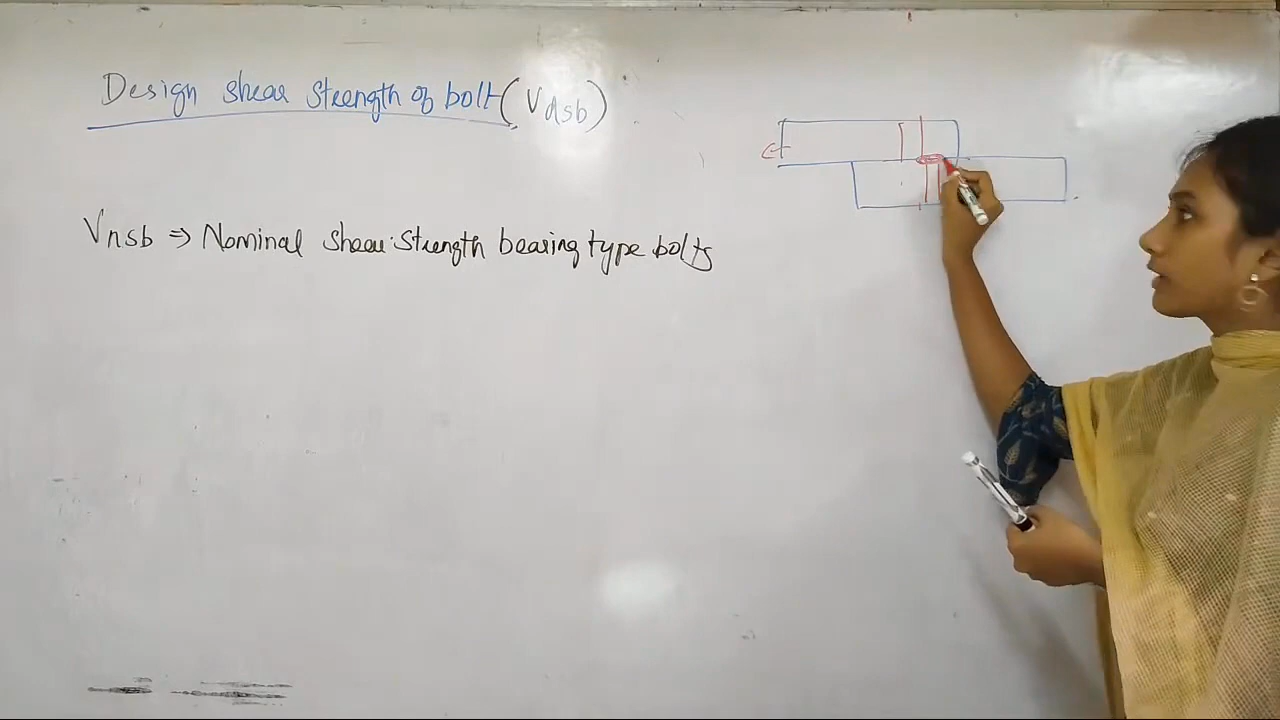 Design shear strength of bolt (Vdsb)
Vnsb ⇒ Nominal shear strength bearing type bolts